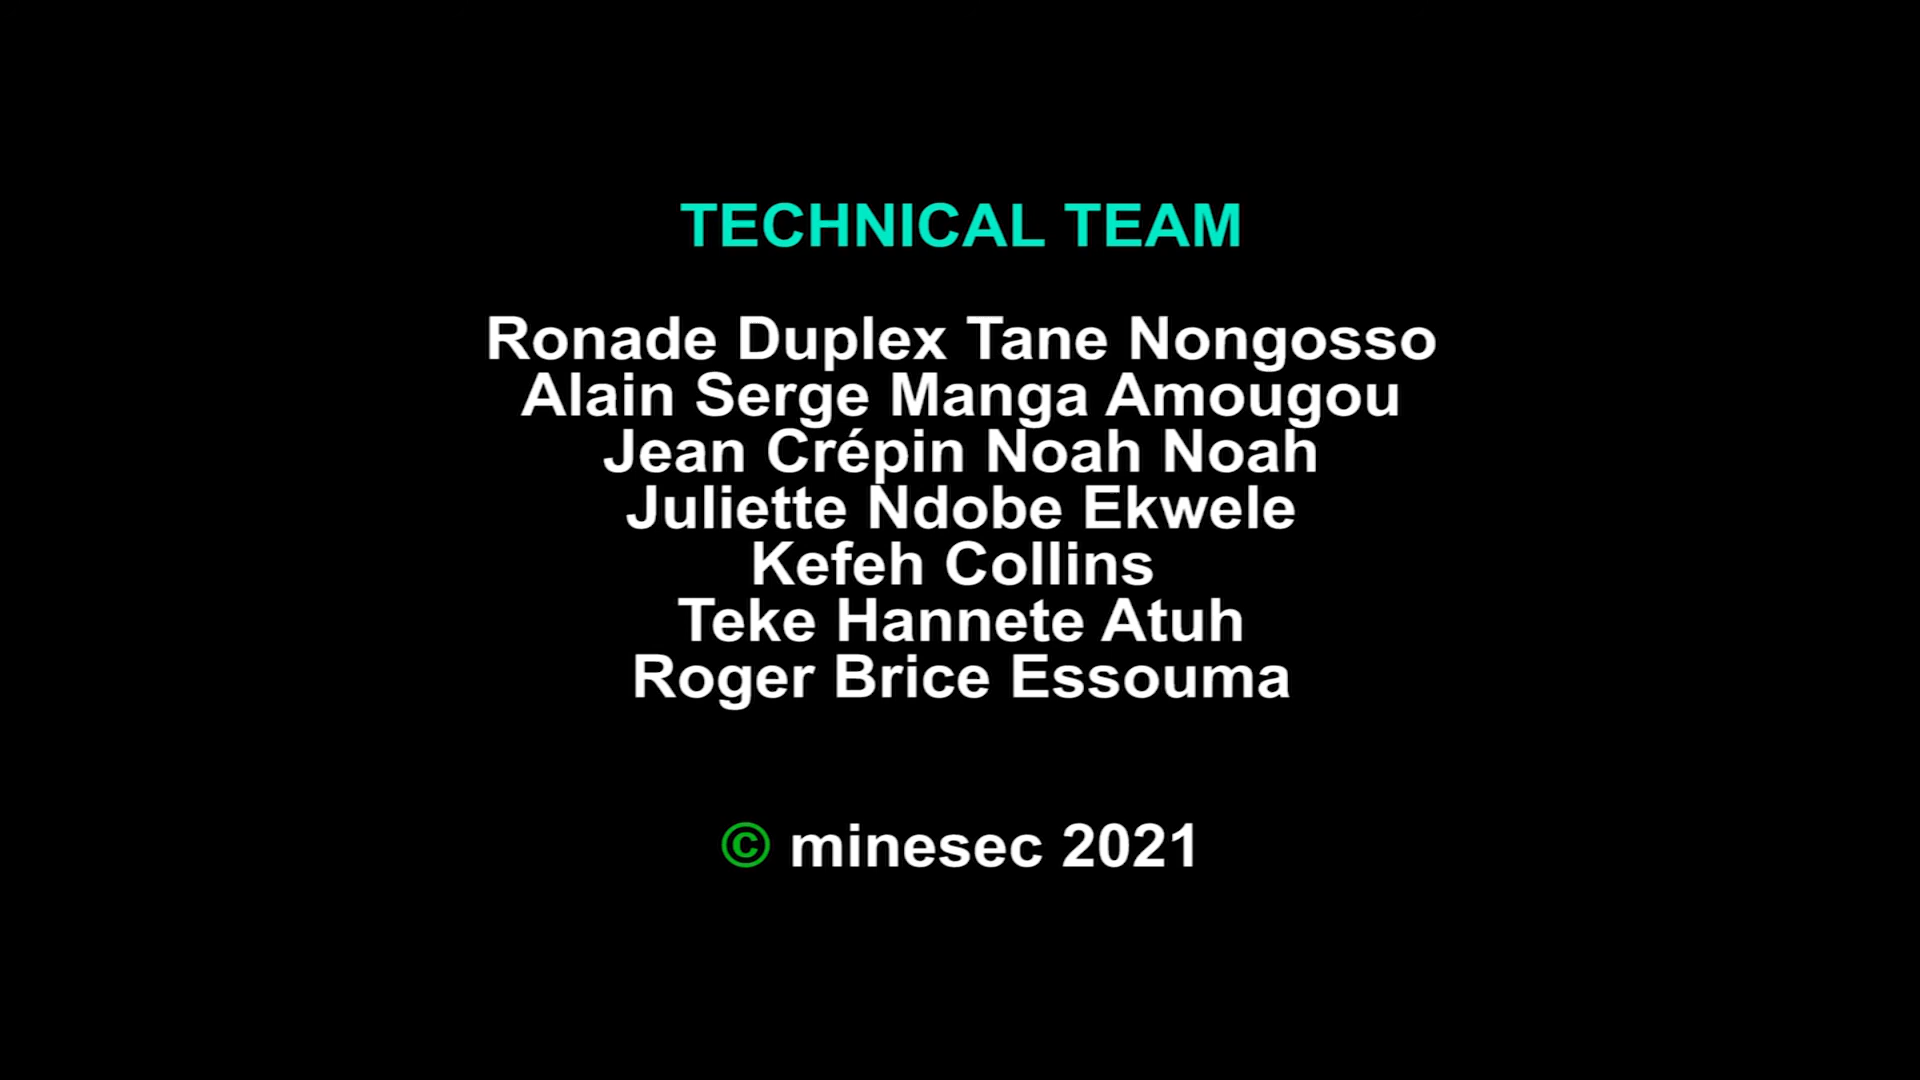 TECHNICAL TEAM
Ronade Duplex Tane Nongosso
Alain Serge Manga Amougou
Jean Crépin Noah Noah
Juliette Ndobe Ekwele
Kefeh Collins
Teke Hannete Atuh
Roger Brice Essouma
© minesec 2021